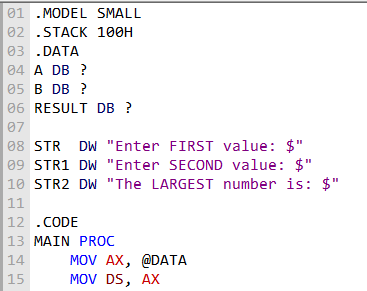 01 .MODEL SMALL
02 .STACK 100H
03 .DATA
04 A DB ?
05 B DB ?
06 RESULT DB ?
07
08 STR  DW "Enter FIRST value: $"
09 STR1 DW "Enter SECOND value: $"
10 STR2 DW "The LARGEST number is: $"
11
12 .CODE
13 MAIN PROC
14     MOV AX, @DATA
15     MOV DS, AX